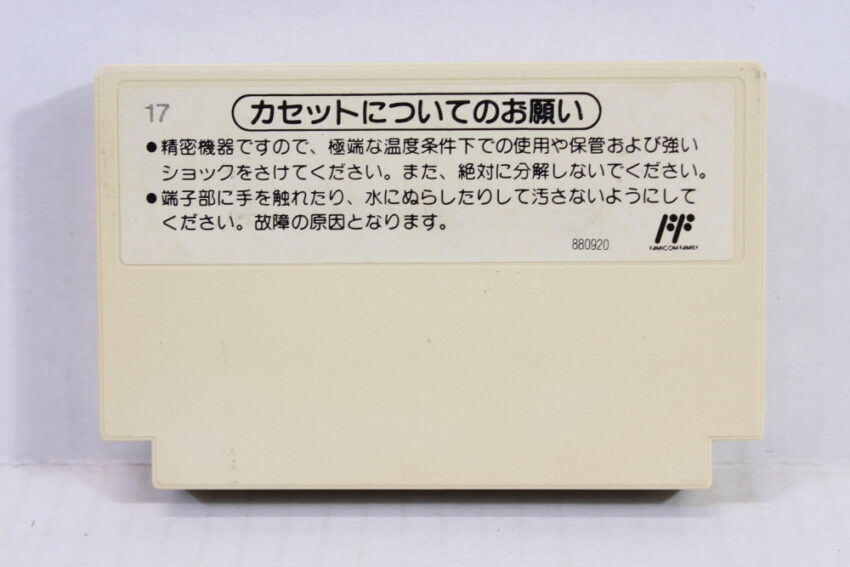 17
カセットについてのお願い
●精密機器ですので、極端な温度条件下での使用や保管および強い
ショックをさけてください。また、絶対に分解しないでください。
●端子部に手を触れたり、水にぬらしたりして汚さないようにして
ください。故障の原因となります。
880920
FF
FAMICOM FAMILY